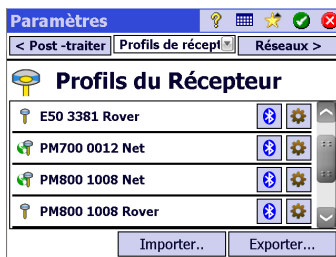 Paramètres
< Post -traiter
Profils de récept
Réseaux >
Profils du Récepteur
E50 3381 Rover
PM700 0012 Net
PM800 1008 Net
PM800 1008 Rover
Importer..
Exporter...